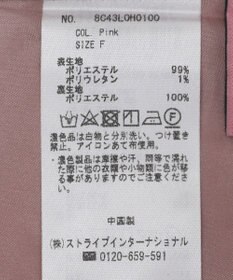 NO. 8C43L0H0100
COL. Pink
SIZE F
表生地
ポリエステル 99%
ポリウレタン 1%
裏生地
ポリエステル 100%
濃色品は白物と分別洗い。つけ置き
禁止。アイロンあて布使用。
濃色品は摩擦や汗、雨等で濡れ
た際に他の衣類や小物類に色が移
る事がありますのでご注意くださ
い。
中国製
(株)ストライプインターナショナル
☎ 0120-659-591